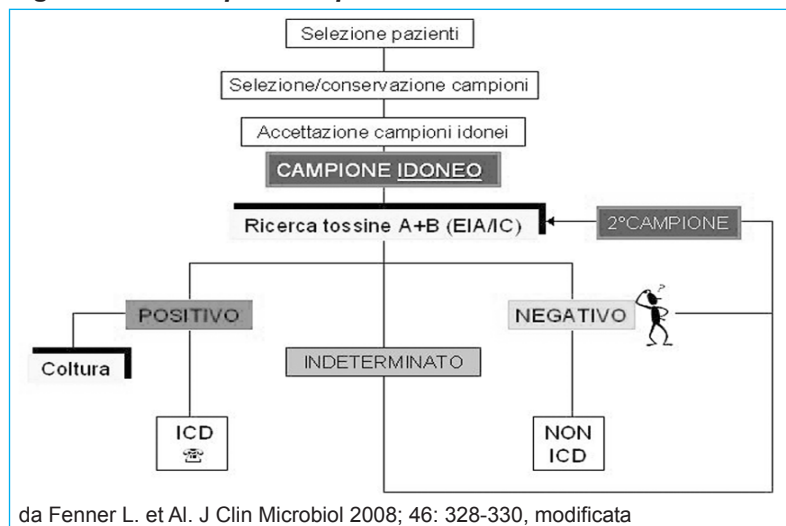 Selezione pazienti
Selezione/conservazione campioni
Accettazione campioni idonei
CAMPIONE IDONEO
Ricerca tossine A+B (EIA/IC)
2°CAMPIONE
POSITIVO
NEGATIVO
?
Coltura
INDETERMINATO
ICD
☎
NON
ICD
da Fenner L. et Al. J Clin Microbiol 2008; 46: 328-330, modificata